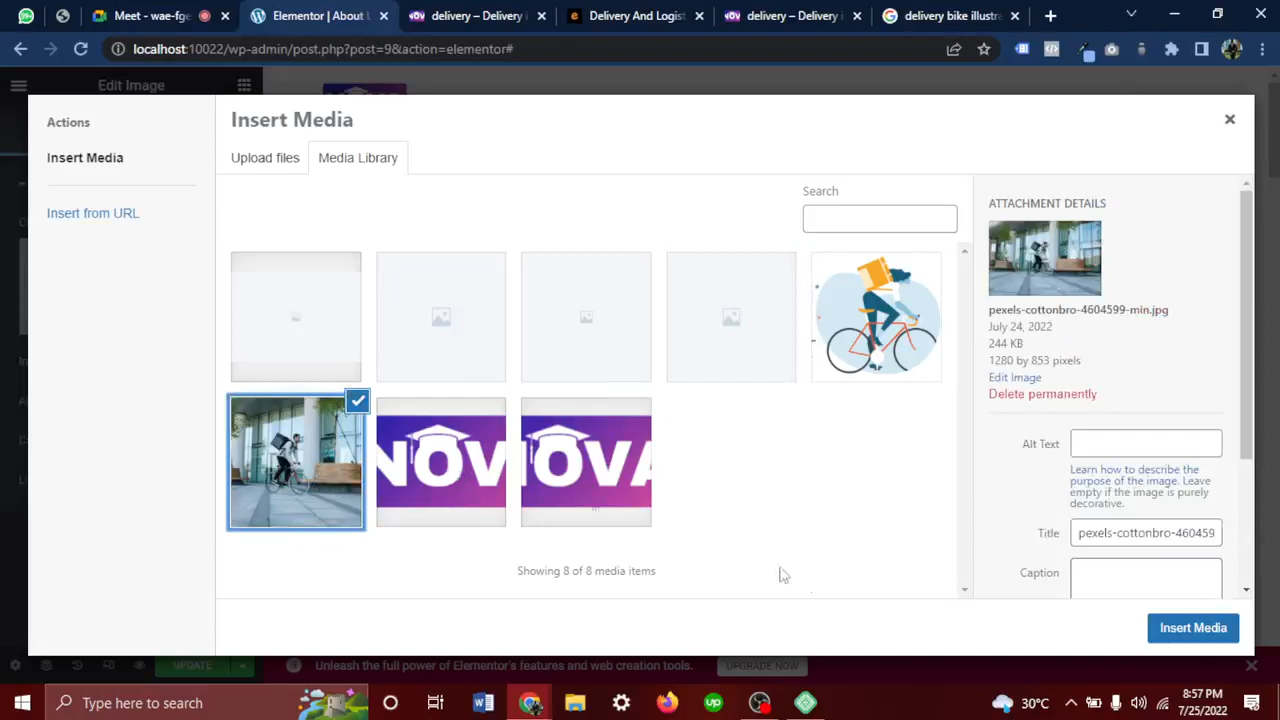 Meet - wae-fge
Elementor | About U
delivery – Delivery i
Delivery And Logist
delivery – Delivery i
delivery bike illustra
localhost:10022/wp-admin/post.php?post=9&action=elementor#
Edit Image
Actions
Insert Media
Insert from URL
Insert Media
Upload files
Media Library
Search
NOVA
NOVA
Showing 8 of 8 media items
ATTACHMENT DETAILS
pexels-cottonbro-4604599-min.jpg
July 24, 2022
244 KB
1280 by 853 pixels
Edit Image
Delete permanently
Alt Text
Learn how to describe the
purpose of the image. Leave
empty if the image is purely
decorative.
Title
pexels-cottonbro-460459
Caption
Insert Media
UPDATE
Unleash the full power of Elementor's features and web creation tools.
UPGRADE NOW
Type here to search
30°C
8:57 PM
7/25/2022